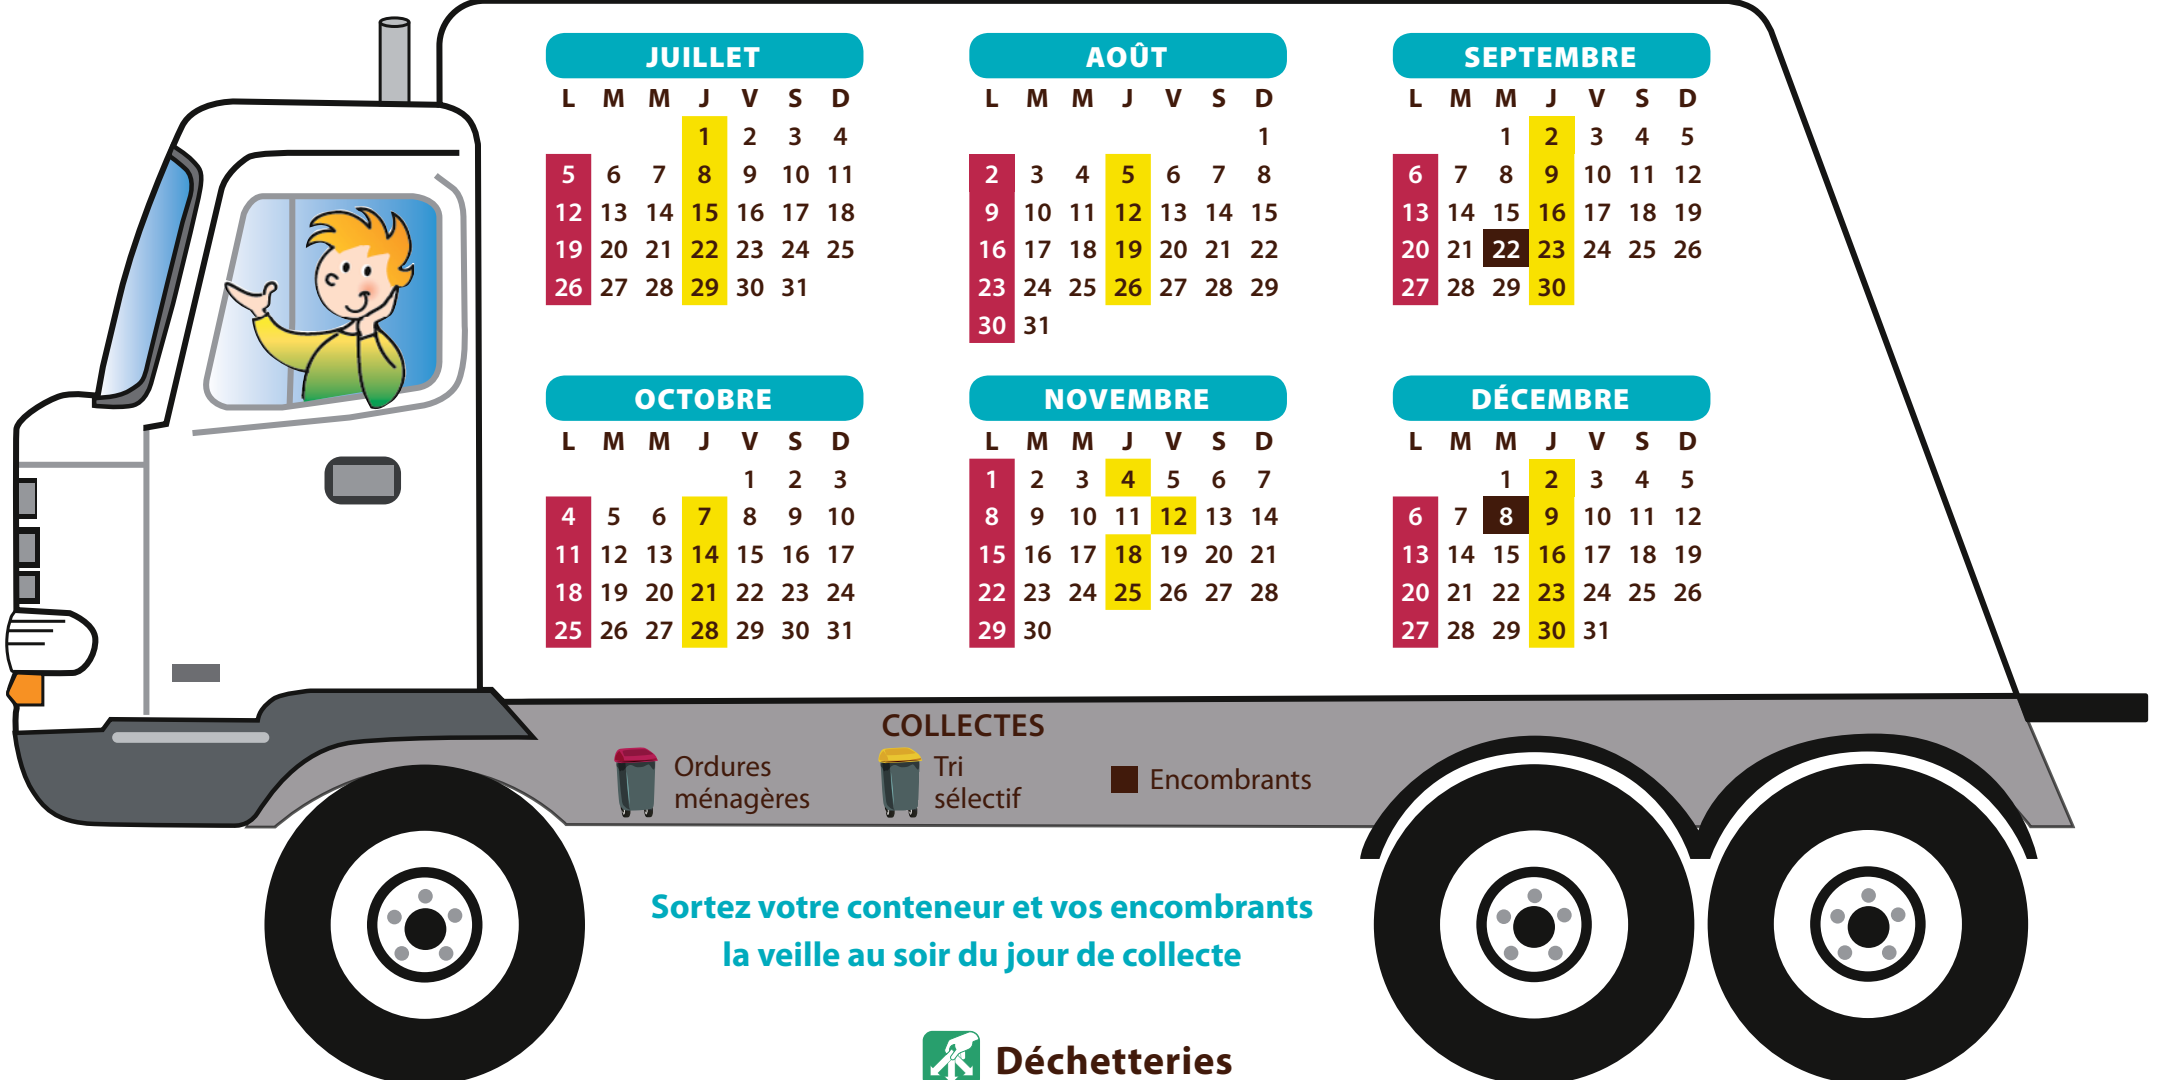 JUILLET
L M M J V S D
1 2 3 4
5 6 7 8 9 10 11
12 13 14 15 16 17 18
19 20 21 22 23 24 25
26 27 28 29 30 31
AOÛT
L M M J V S D
1
2 3 4 5 6 7 8
9 10 11 12 13 14 15
16 17 18 19 20 21 22
23 24 25 26 27 28 29
30 31
SEPTEMBRE
L M M J V S D
1 2 3 4 5
6 7 8 9 10 11 12
13 14 15 16 17 18 19
20 21 22 23 24 25 26
27 28 29 30
OCTOBRE
L M M J V S D
1 2 3
4 5 6 7 8 9 10
11 12 13 14 15 16 17
18 19 20 21 22 23 24
25 26 27 28 29 30 31
NOVEMBRE
L M M J V S D
1 2 3 4 5 6 7
8 9 10 11 12 13 14
15 16 17 18 19 20 21
22 23 24 25 26 27 28
29 30
DÉCEMBRE
L M M J V S D
1 2 3 4 5
6 7 8 9 10 11 12
13 14 15 16 17 18 19
20 21 22 23 24 25 26
27 28 29 30 31
COLLECTES
Ordures
ménagères
Tri
sélectif
Encombrants
Sortez votre conteneur et vos encombrants
la veille au soir du jour de collecte
Déchetteries